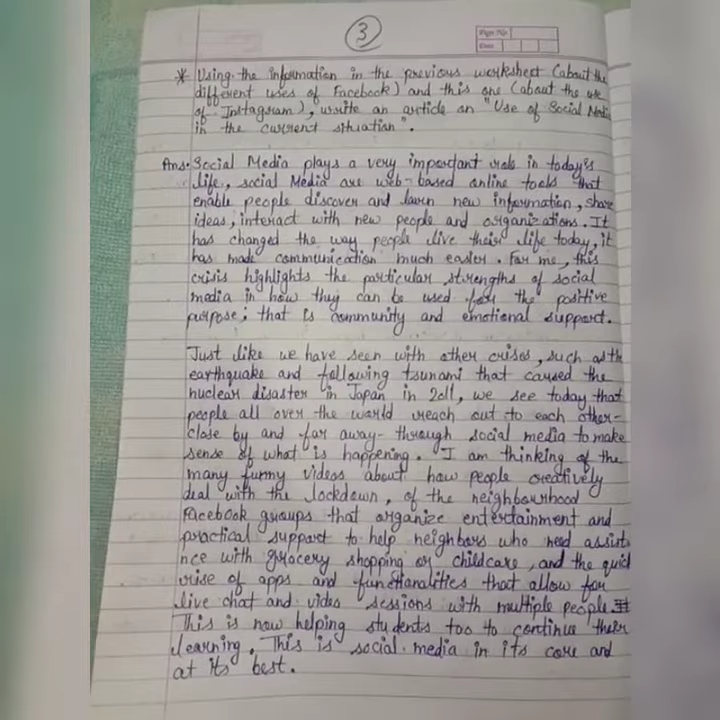 3
Page No:
Date
* Using the information in the previous worksheet (about the
different uses of Facebook) and this one (about the use
of Instagram), write an article on "Use of Social Media
in the current situation".
Ans. Social Media plays a very important role in today's
life, social Media are web-based online tools that
enable people discover and learn new information, share
ideas, interact with new people and organizations. It
has changed the way people live their life today, it
has made communication much easier. For me, this
crisis highlights the particular strengths of social
media in how they can be used for the positive
purpose; that is community and emotional support.
Just like we have seen with other crises, such as the
earthquake and following tsunami that caused the
nuclear disaster in Japan in 2011, we see today that
people all over the world reach out to each other-
close by and far away- through social media to make
sense of what is happening. I am thinking of the
many funny videos about how people creatively
deal with the lockdown, of the neighbourhood
Facebook groups that organize entertainment and
practical support to help neighbors who need assista
nce with grocery shopping or childcare, and the quick
rise of apps and functionalities that allow for
live chat and video sessions with multiple people.
This is now helping students too to continue their
learning. This is social media in its core and
at its best.